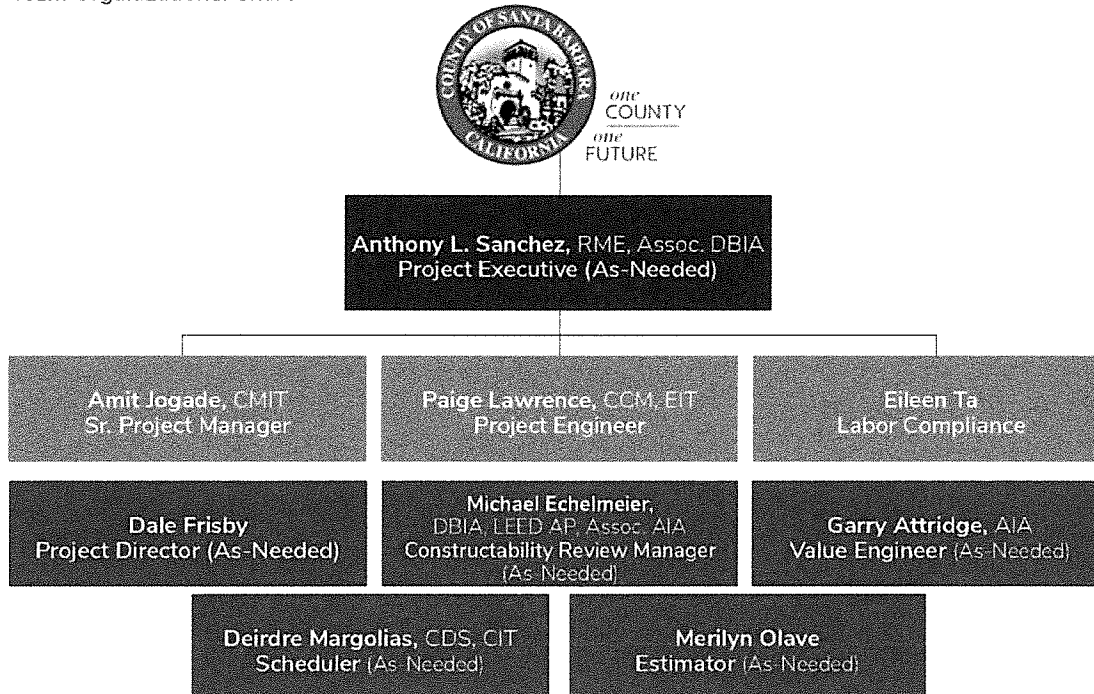 COUNTY OF SANTA BARBARA
CALIFORNIA
one
COUNTY
one
FUTURE
Anthony L. Sanchez, RME, Assoc. DBIA
Project Executive (As-Needed)
Amit Jogade, CMIT
Sr. Project Manager
Paige Lawrence, CCM, EIT
Project Engineer
Eileen Ta
Labor Compliance
Dale Frisby
Project Director (As-Needed)
Michael Echelmeier,
DBIA, LEED AP, Assoc. AIA
Constructability Review Manager
(As-Needed)
Garry Attridge, AIA
Value Engineer (As-Needed)
Deirdre Margolias, CDS, CIT
Scheduler (As-Needed)
Merilyn Olave
Estimator (As-Needed)